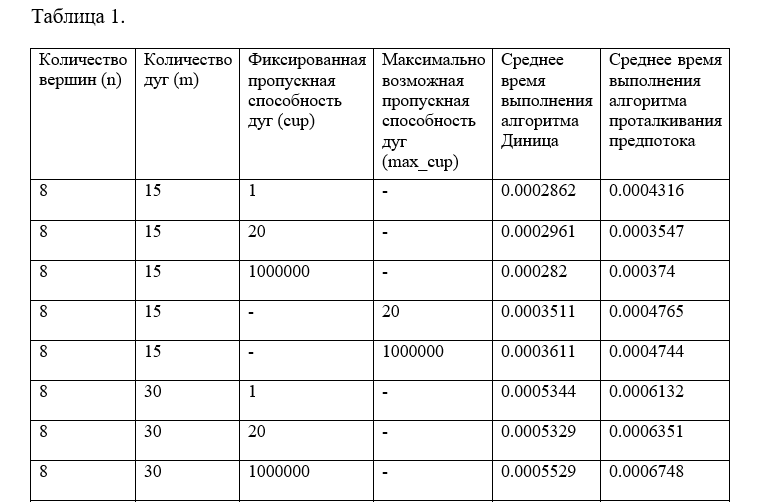 Таблица 1.
Количество вершин (n) | Количество дуг (m) | Фиксированная пропускная способность дуг (cup) | Максимально возможная пропускная способность дуг (max_cup) | Среднее время выполнения алгоритма Диница | Среднее время выполнения алгоритма проталкивания предпотока
8 | 15 | 1 | - | 0.0002862 | 0.0004316
8 | 15 | 20 | - | 0.0002961 | 0.0003547
8 | 15 | 1000000 | - | 0.000282 | 0.000374
8 | 15 | - | 20 | 0.0003511 | 0.0004765
8 | 15 | - | 1000000 | 0.0003611 | 0.0004744
8 | 30 | 1 | - | 0.0005344 | 0.0006132
8 | 30 | 20 | - | 0.0005329 | 0.0006351
8 | 30 | 1000000 | - | 0.0005529 | 0.0006748